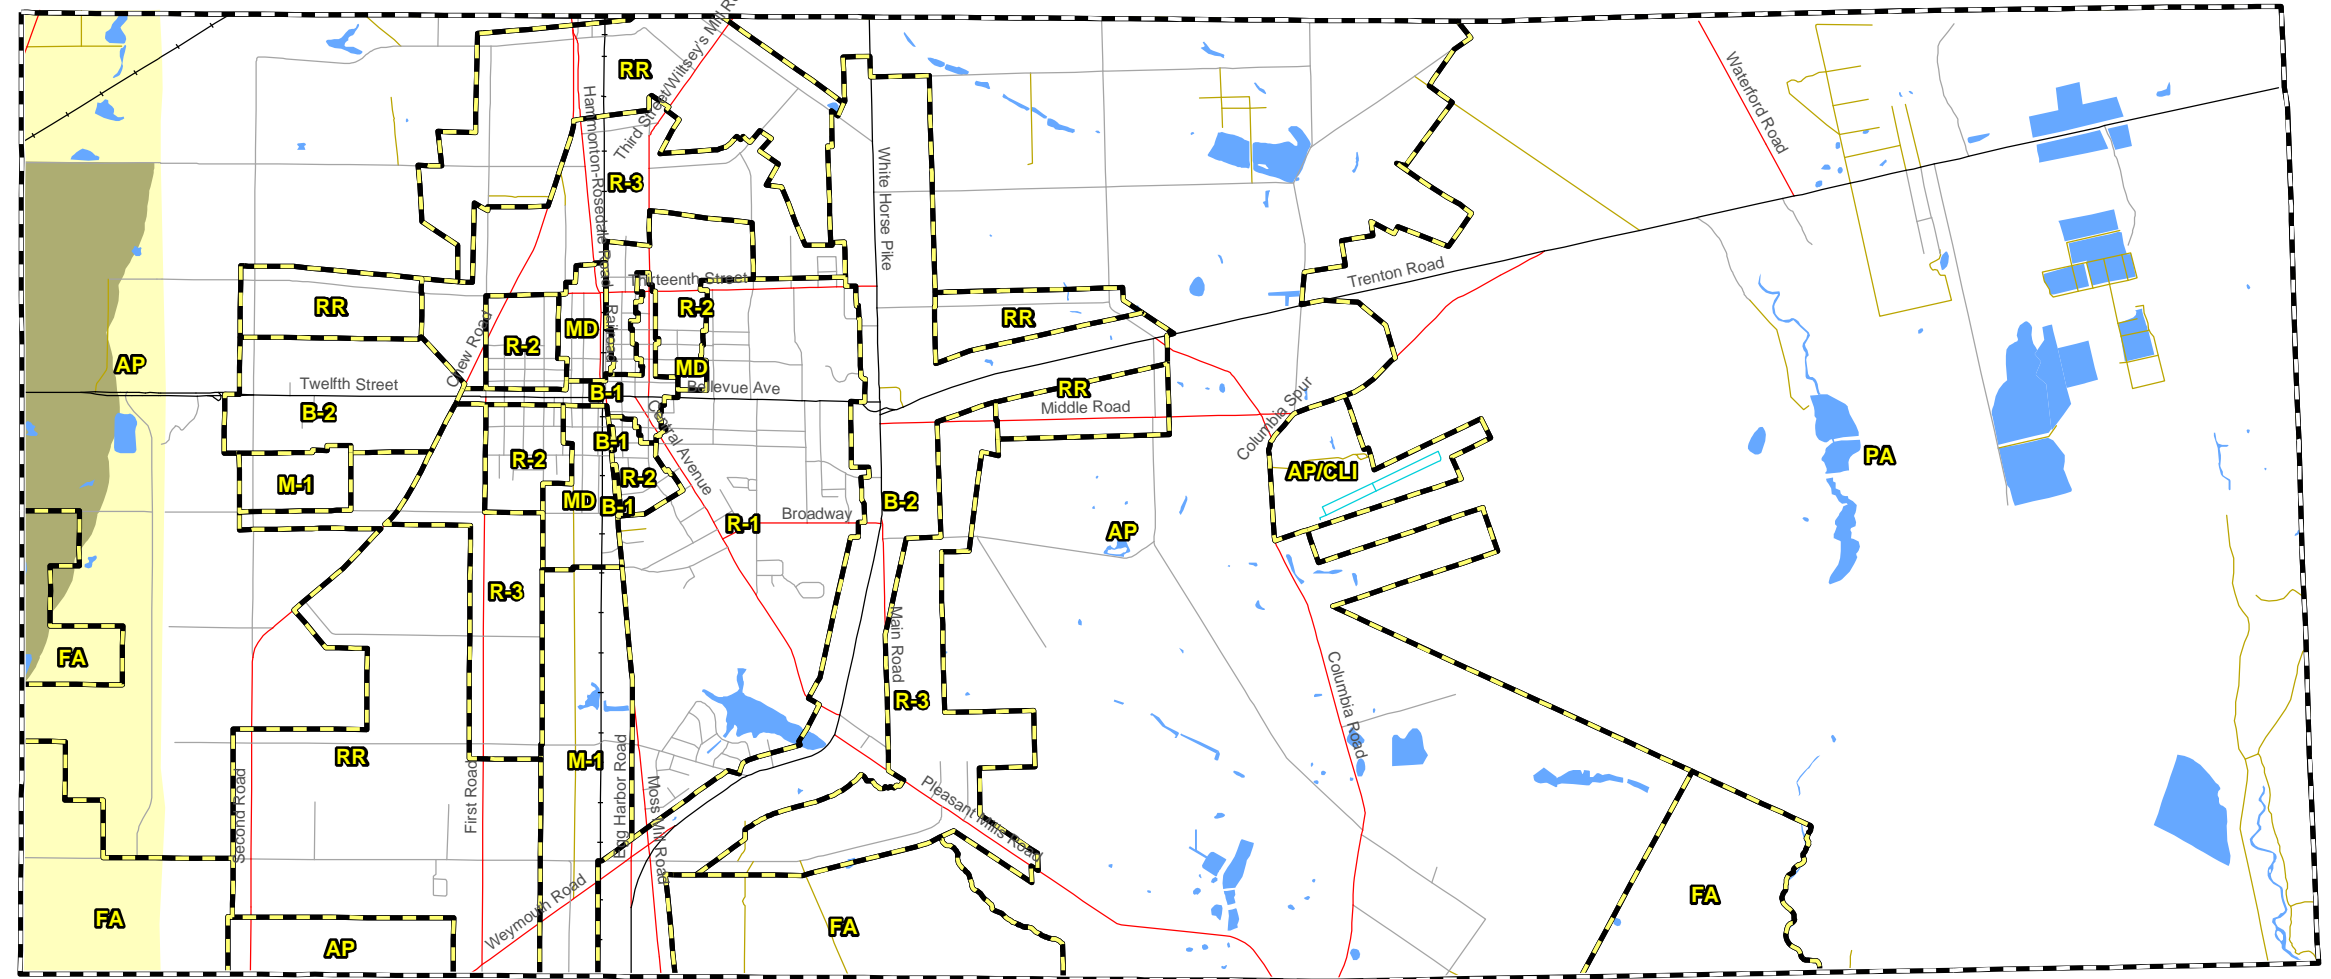 RR
Third Street/Wiltsey's Mill
Hammonton-Rosedale Road
Waterford Road
White Horse Pike
R-3
Trenton Road
Thirteenth Street
RR
R-2
RR
MD
Railroad
Chew Road
R-2
AP
MD
Twelfth Street
B-1
Bellevue Ave
RR
Middle Road
Columbia Spur
B-2
B-1
Central Avenue
PA
R-2
AP/CLI
R-2
M-1
MD
B-1
B-2
Broadway
R-1
AP
R-3
Main Road
FA
Columbia Road
R-3
RR
M-1
Second Road
First Road
Egg Harbor Road
Moss Mill Road
Pleasant Mills Road
FA
FA
Weymouth Road
FA
AP